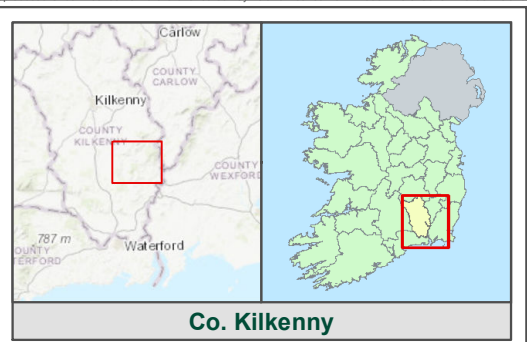 Carlow
COUNTY
CARLOW
Kilkenny
COUNTY
KILKENNY
COUNTY
WEXFORD
787 m
OUNTY
TERFORD
Waterford
Co. Kilkenny